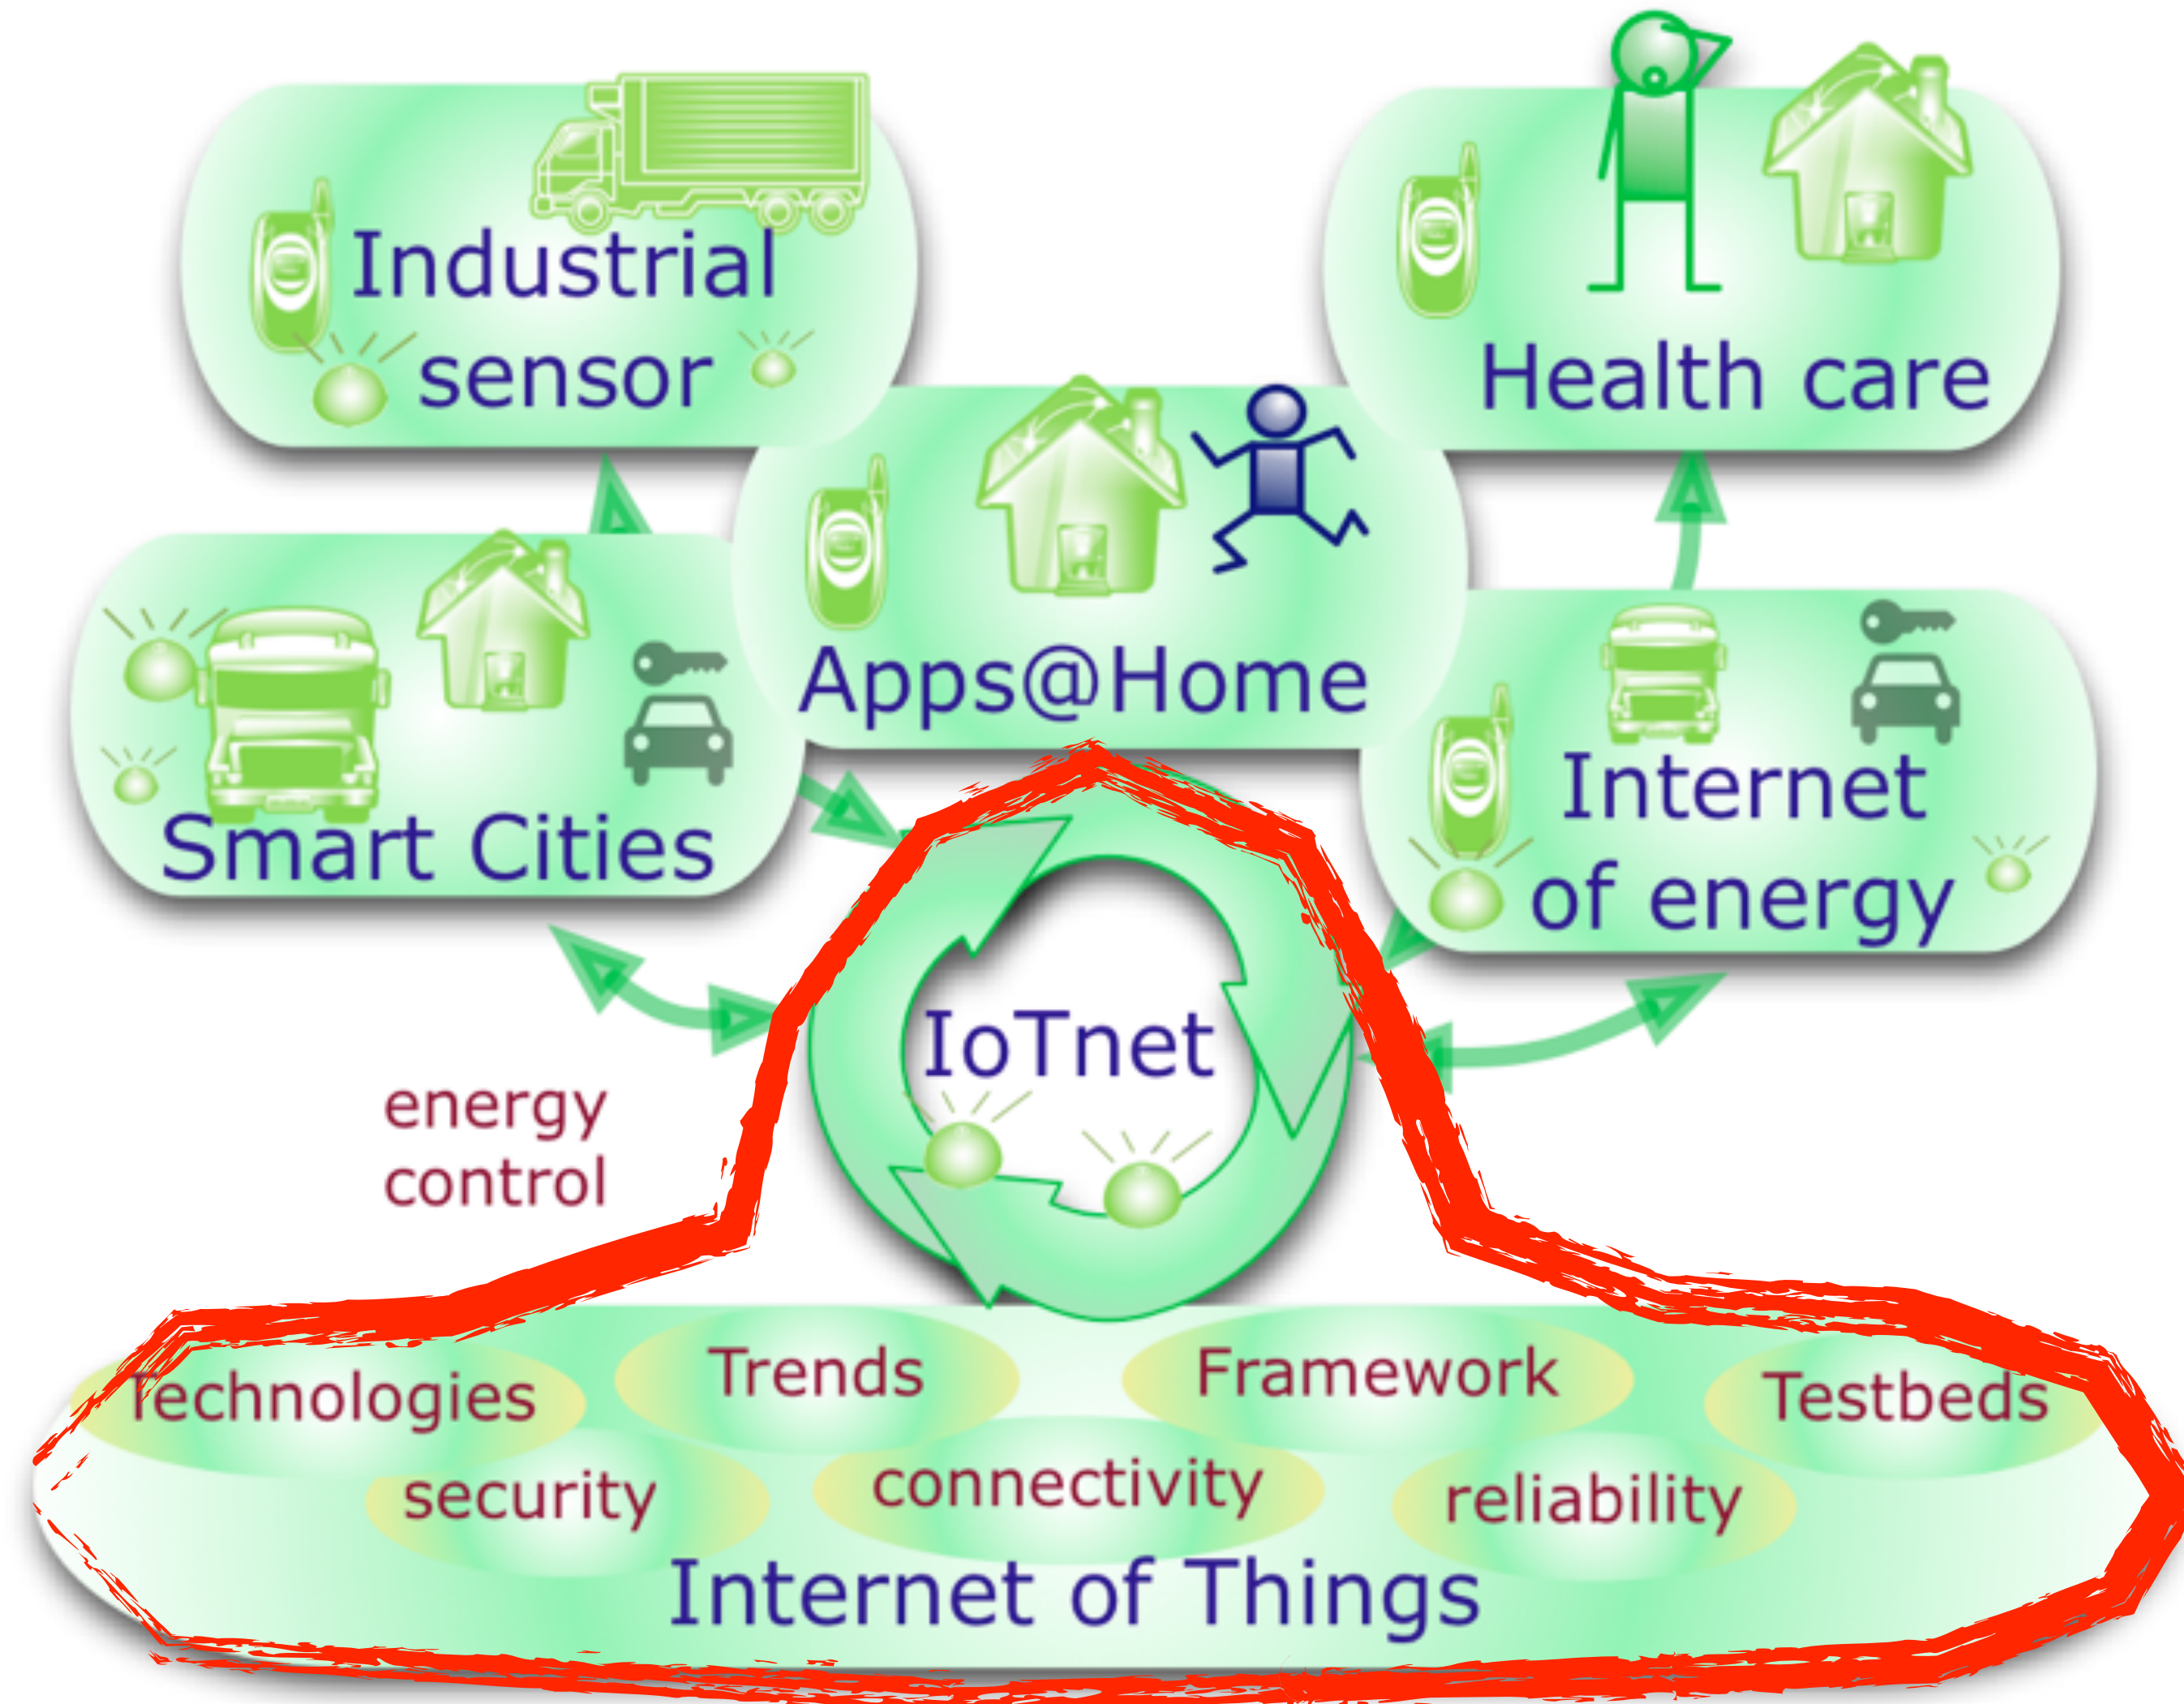 Industrial
sensor
Health care
Apps@Home
Smart Cities
Internet
of energy
IoTnet
energy
control
Technologies
Trends
Framework
Testbeds
security
connectivity
reliability
Internet of Things